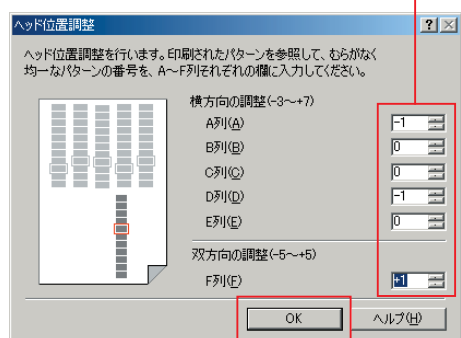 ヘッド位置調整
ヘッド位置調整を行います。印刷されたパターンを参照して、むらがなく
均一なパターンの番号を、A～F列それぞれの欄に入力してください。
横方向の調整(-3～+7)
A列(A) -1
B列(B) 0
C列(C) 0
D列(D) -1
E列(E) 0
双方向の調整(-5～+5)
F列(F) +1
OK ヘルプ(H)